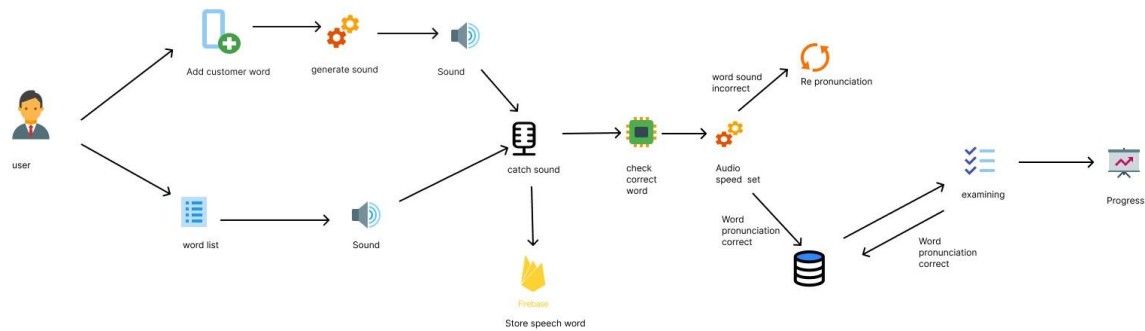 Add customer word
generate sound
Sound
word sound
incorrect
Re pronunciation
user
catch sound
check
correct
word
Audio
speed set
examining
Progress
word list
Sound
Word
pronunciation
correct
Word
pronunciation
correct
Firebase
Store speech word